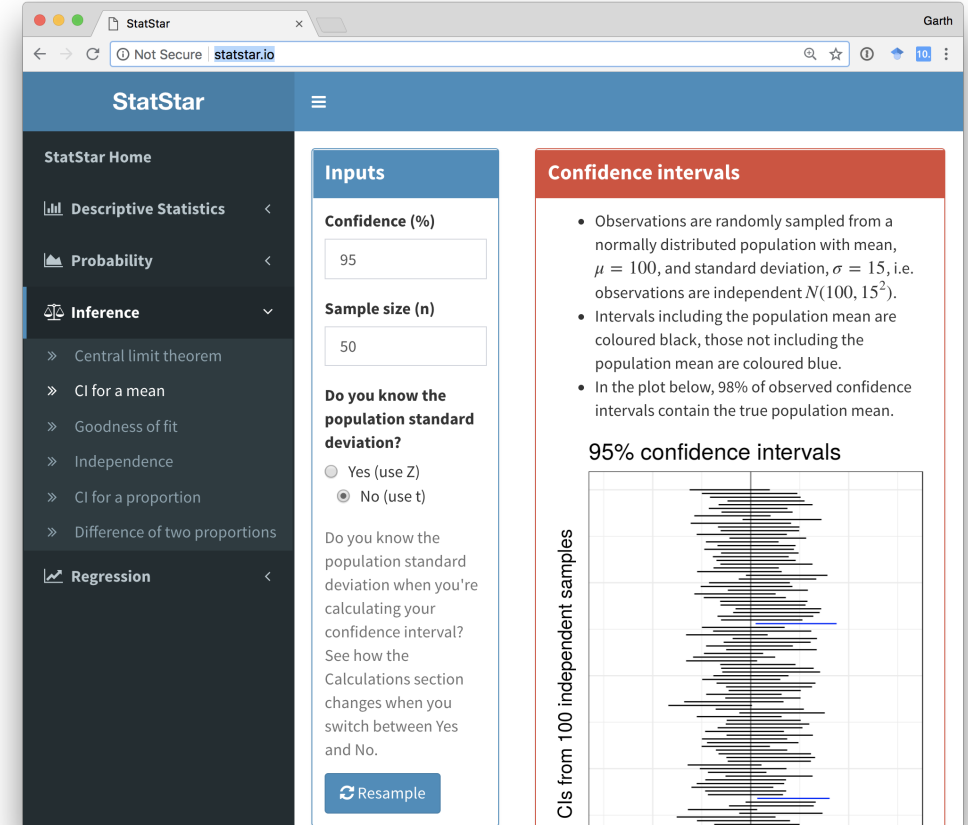 StatStar
Garth
Not Secure
statstar.io
10.
StatStar
StatStar Home
Descriptive Statistics
Probability
Inference
Central limit theorem
CI for a mean
Goodness of fit
Independence
CI for a proportion
Difference of two proportions
Regression
Inputs
Confidence (%)
95
Sample size (n)
50
Do you know the
population standard
deviation?
Yes (use Z)
No (use t)
Do you know the
population standard
deviation when you're
calculating your
confidence interval?
See how the
Calculations section
changes when you
switch between Yes
and No.
Resample
Confidence intervals
• Observations are randomly sampled from a
normally distributed population with mean,
μ = 100, and standard deviation, σ = 15, i.e.
observations are independent N(100, 15²).
• Intervals including the population mean are
coloured black, those not including the
population mean are coloured blue.
• In the plot below, 98% of observed confidence
intervals contain the true population mean.
95% confidence intervals
CIs from 100 independent samples